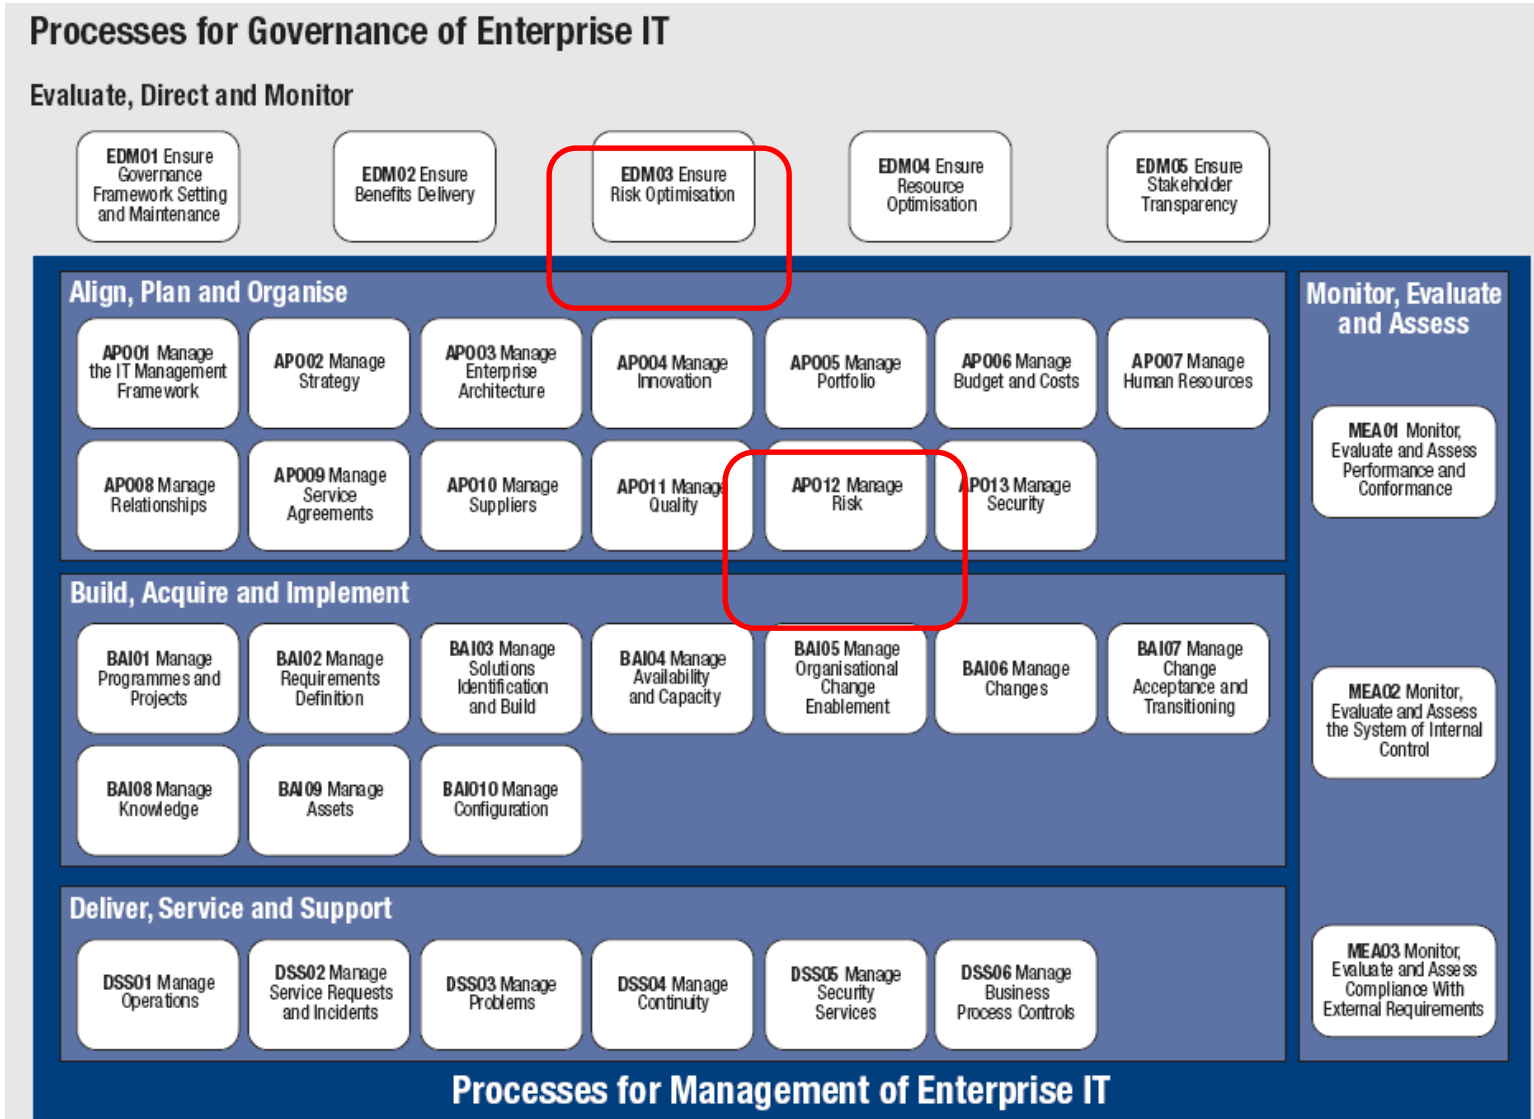 Processes for Governance of Enterprise IT
Evaluate, Direct and Monitor
EDM01 Ensure
Governance
Framework Setting
and Maintenance
EDM02 Ensure
Benefits Delivery
EDM03 Ensure
Risk Optimisation
EDM04 Ensure
Resource
Optimisation
EDM05 Ensure
Stakeholder
Transparency
Align, Plan and Organise
APO01 Manage
the IT Management
Framework
APO02 Manage
Strategy
APO03 Manage
Enterprise
Architecture
APO04 Manage
Innovation
APO05 Manage
Portfolio
APO06 Manage
Budget and Costs
APO07 Manage
Human Resources
APO08 Manage
Relationships
APO09 Manage
Service
Agreements
APO10 Manage
Suppliers
APO11 Manage
Quality
APO12 Manage
Risk
APO13 Manage
Security
Build, Acquire and Implement
BAI01 Manage
Programmes and
Projects
BAI02 Manage
Requirements
Definition
BAI03 Manage
Solutions
Identification
and Build
BAI04 Manage
Availability
and Capacity
BAI05 Manage
Organisational
Change
Enablement
BAI06 Manage
Changes
BAI07 Manage
Change
Acceptance and
Transitioning
BAI08 Manage
Knowledge
BAI09 Manage
Assets
BAI010 Manage
Configuration
Deliver, Service and Support
DSS01 Manage
Operations
DSS02 Manage
Service Requests
and Incidents
DSS03 Manage
Problems
DSS04 Manage
Continuity
DSS05 Manage
Security
Services
DSS06 Manage
Business
Process Controls
Monitor, Evaluate
and Assess
MEA01 Monitor,
Evaluate and Assess
Performance and
Conformance
MEA02 Monitor,
Evaluate and Assess
the System of Internal
Control
MEA03 Monitor,
Evaluate and Assess
Compliance With
External Requirements
Processes for Management of Enterprise IT